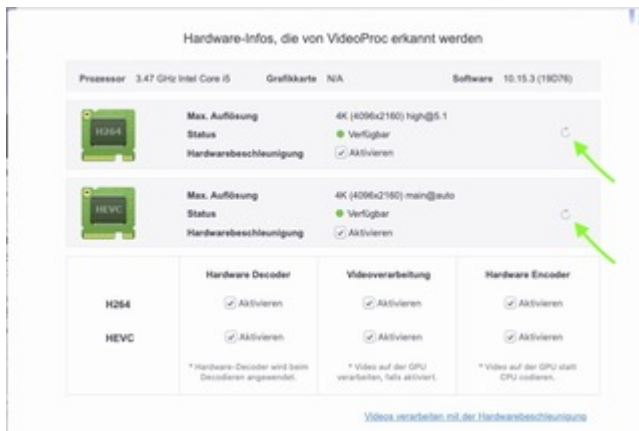 Hardware-Infos, die von VideoProc erkannt werden
Prozessor 3.47 GHz Intel Core i5 Grafikkarte N/A Software 10.15.3 (19D76)
H264
Max. Auflösung 4K (4096x2160) high@5.1
Status Verfügbar
Hardwarebeschleunigung Aktivieren
HEVC
Max. Auflösung 4K (4096x2160) main@auto
Status Verfügbar
Hardwarebeschleunigung Aktivieren
Hardware Decoder Videoverarbeitung Hardware Encoder
H264 Aktivieren Aktivieren Aktivieren
HEVC Aktivieren Aktivieren Aktivieren
* Hardware-Decoder wird beim * Video auf der GPU * Video auf der GPU statt
Decodieren angewendet. verarbeiten, falls aktiviert. CPU codieren.
Videos verarbeiten mit der Hardwarebeschleunigung